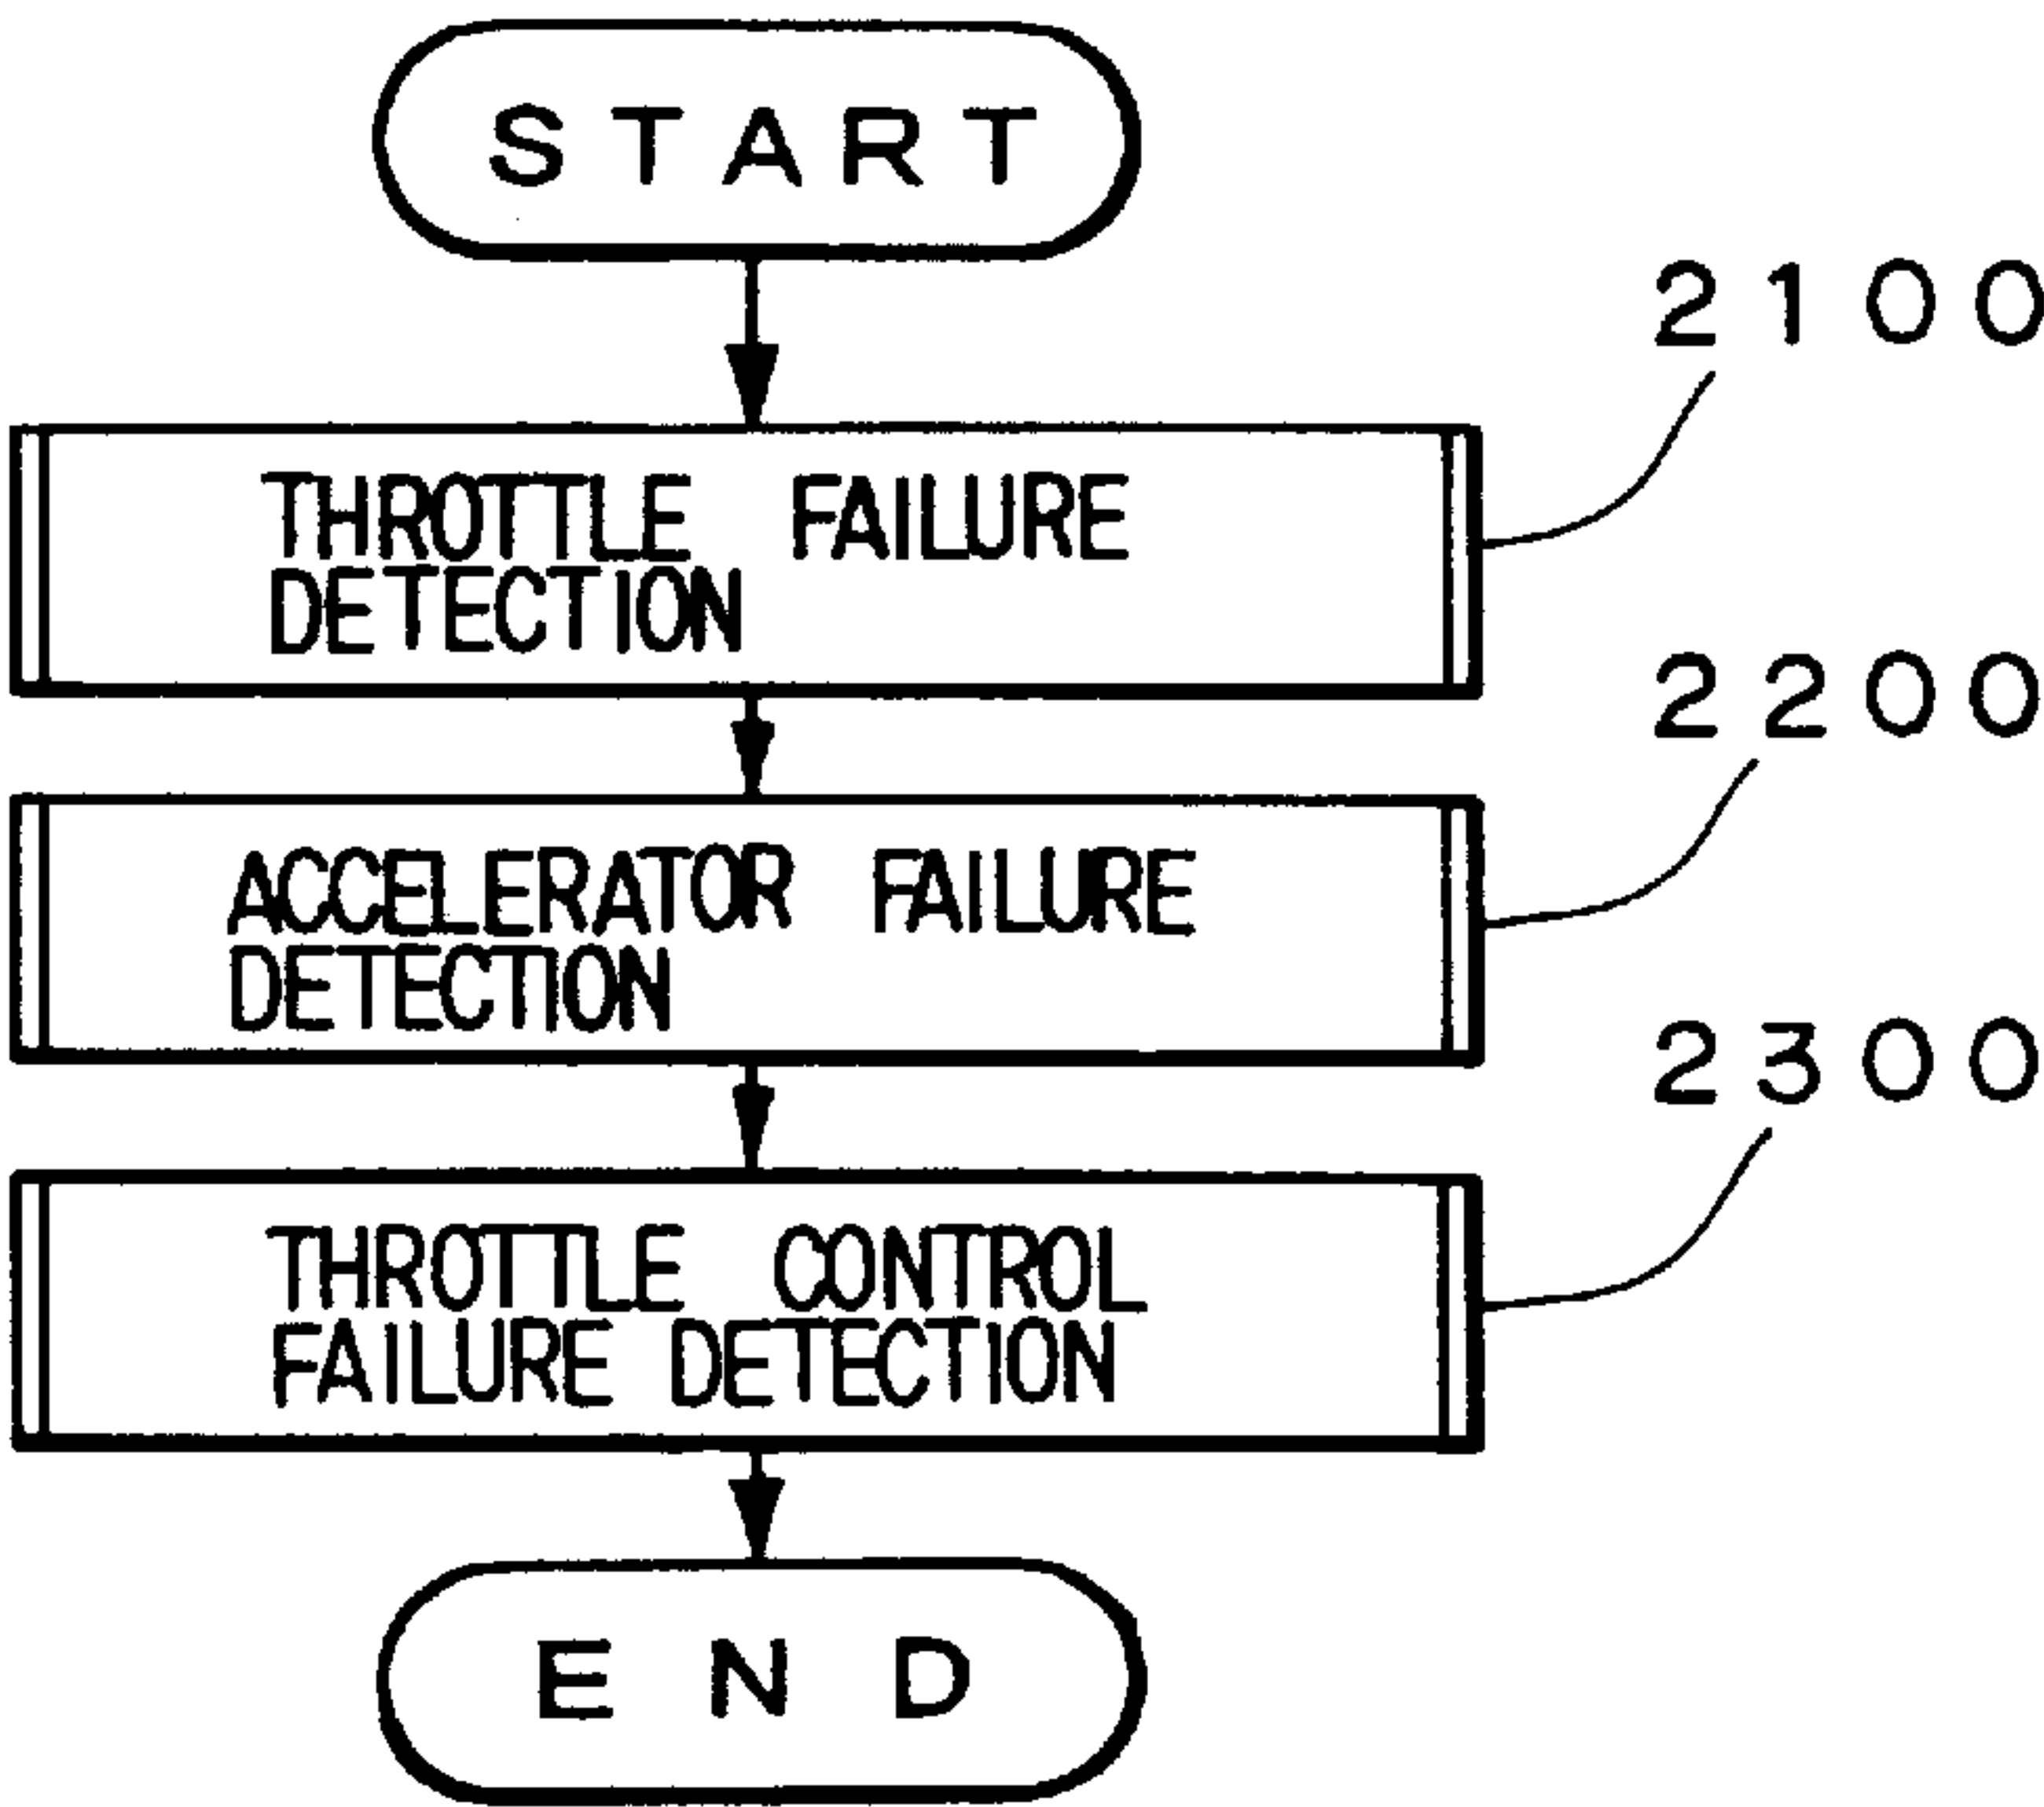 START
2100
THROTTLE FAILURE
DETECTION
2200
ACCELERATOR FAILURE
DETECTION
2300
THROTTLE CONTROL
FAILURE DETECTION
END